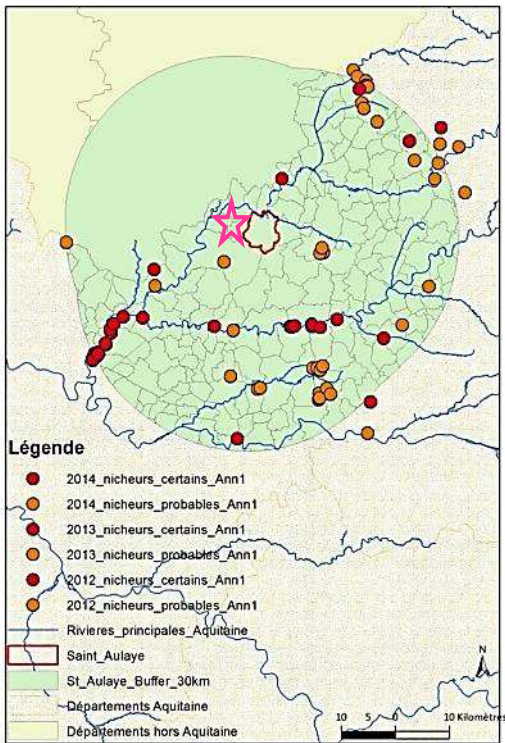 Légende
2014_nicheurs_certains_Ann1
2014_nicheurs_probables_Ann1
2013_nicheurs_certains_Ann1
2013_nicheurs_probables_Ann1
2012_nicheurs_certains_Ann1
2012_nicheurs_probables_Ann1
Rivieres_principales_Aquitaine
Saint_Aulaye
St_Aulaye_Buffer_30km
Départements Aquitaine
Départements hors Aquitaine
N
10 5 0 10 Kilomètres